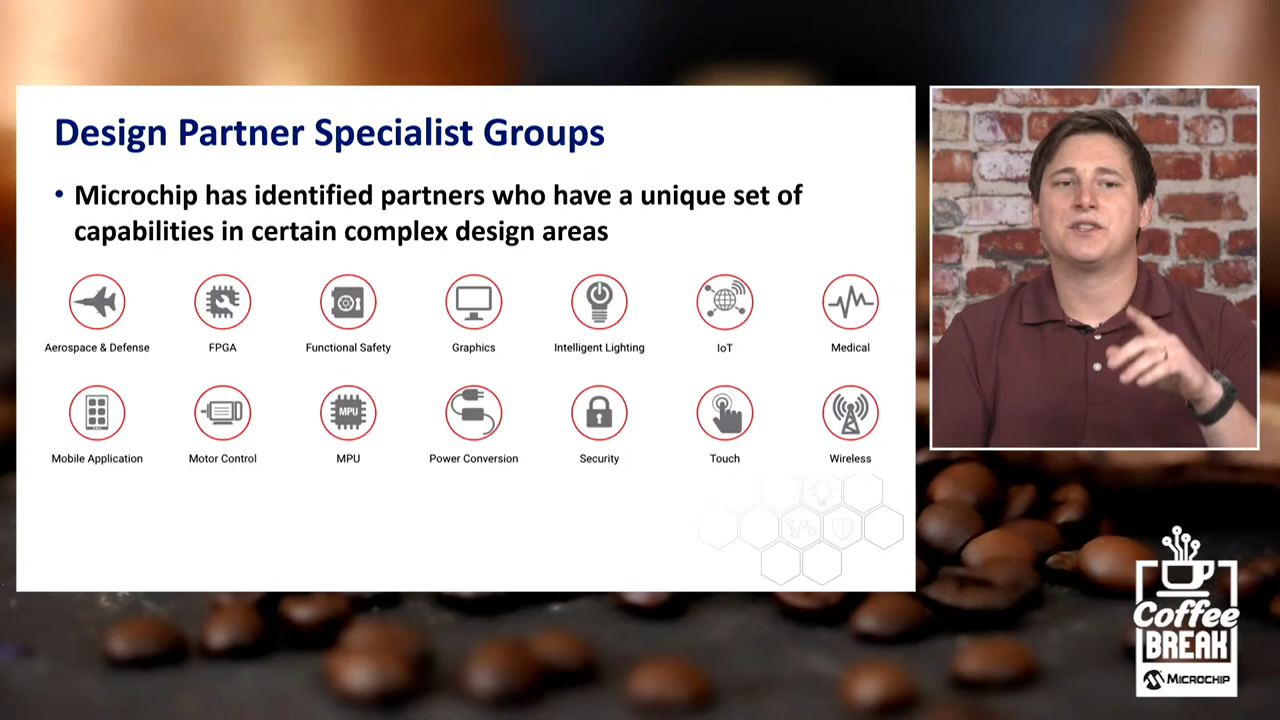 Design Partner Specialist Groups
• Microchip has identified partners who have a unique set of
capabilities in certain complex design areas
Aerospace & Defense
FPGA
Functional Safety
Graphics
Intelligent Lighting
IoT
Medical
MPU
Mobile Application
Motor Control
MPU
Power Conversion
Security
Touch
Wireless
Coffee
BREAK
MICROCHIP